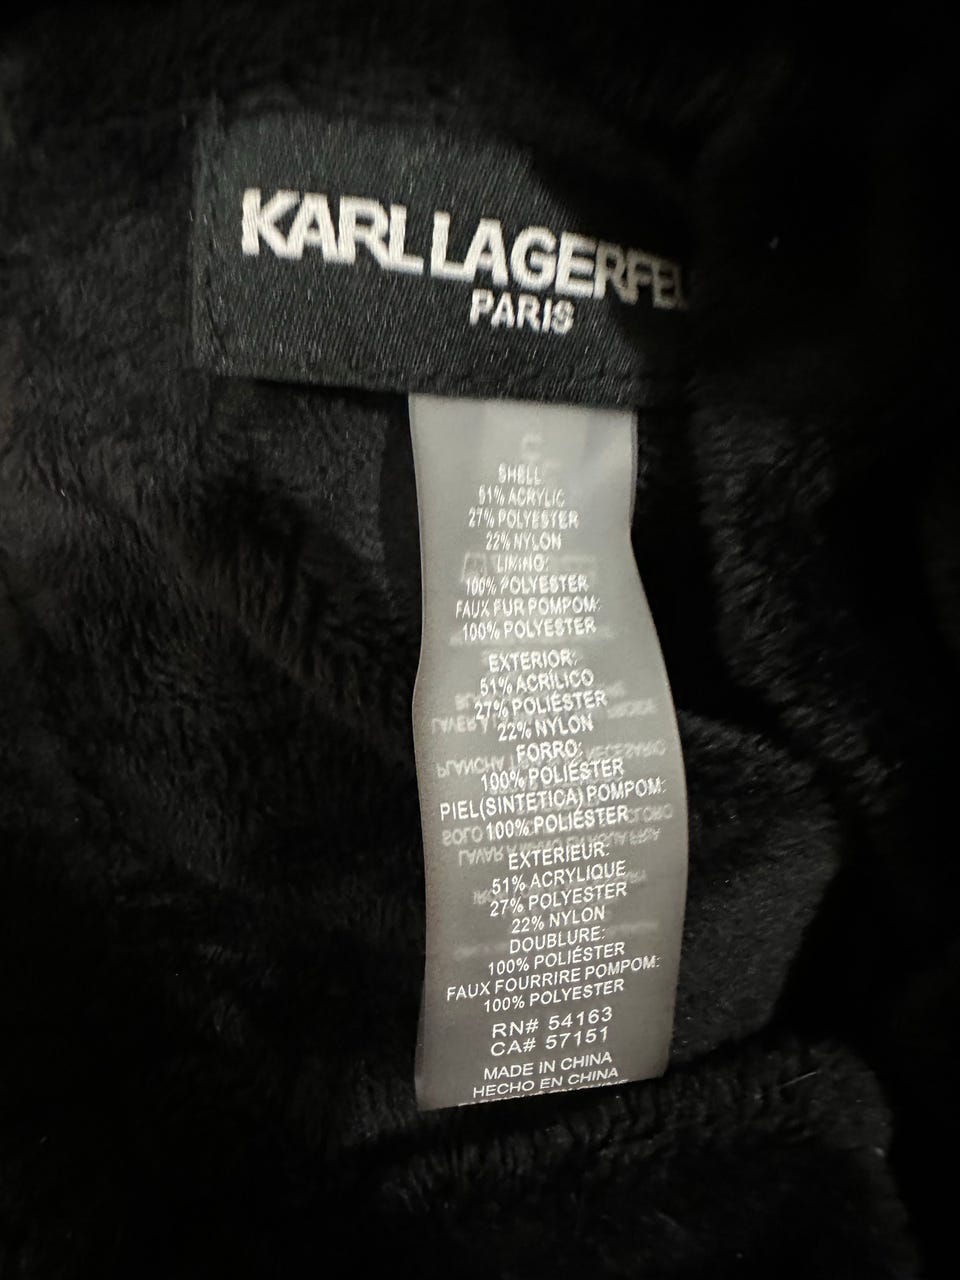 KARL LAGERFEL
PARIS
SHELL:
51% ACRYLIC
27% POLYESTER
22% NYLON
LINING:
100% POLYESTER
FAUX FUR POMPOM:
100% POLYESTER
EXTERIOR:
51% ACRÍLICO
27% POLIÉSTER
22% NYLON
FORRO:
100% POLIÉSTER
PIEL(SINTETICA) POMPOM:
100% POLIÉSTER
EXTERIEUR:
51% ACRYLIQUE
27% POLYESTER
22% NYLON
DOUBLURE:
100% POLIÉSTER
FAUX FOURRIRE POMPOM:
100% POLYESTER
RN# 54163
CA# 57151
MADE IN CHINA
HECHO EN CHINA